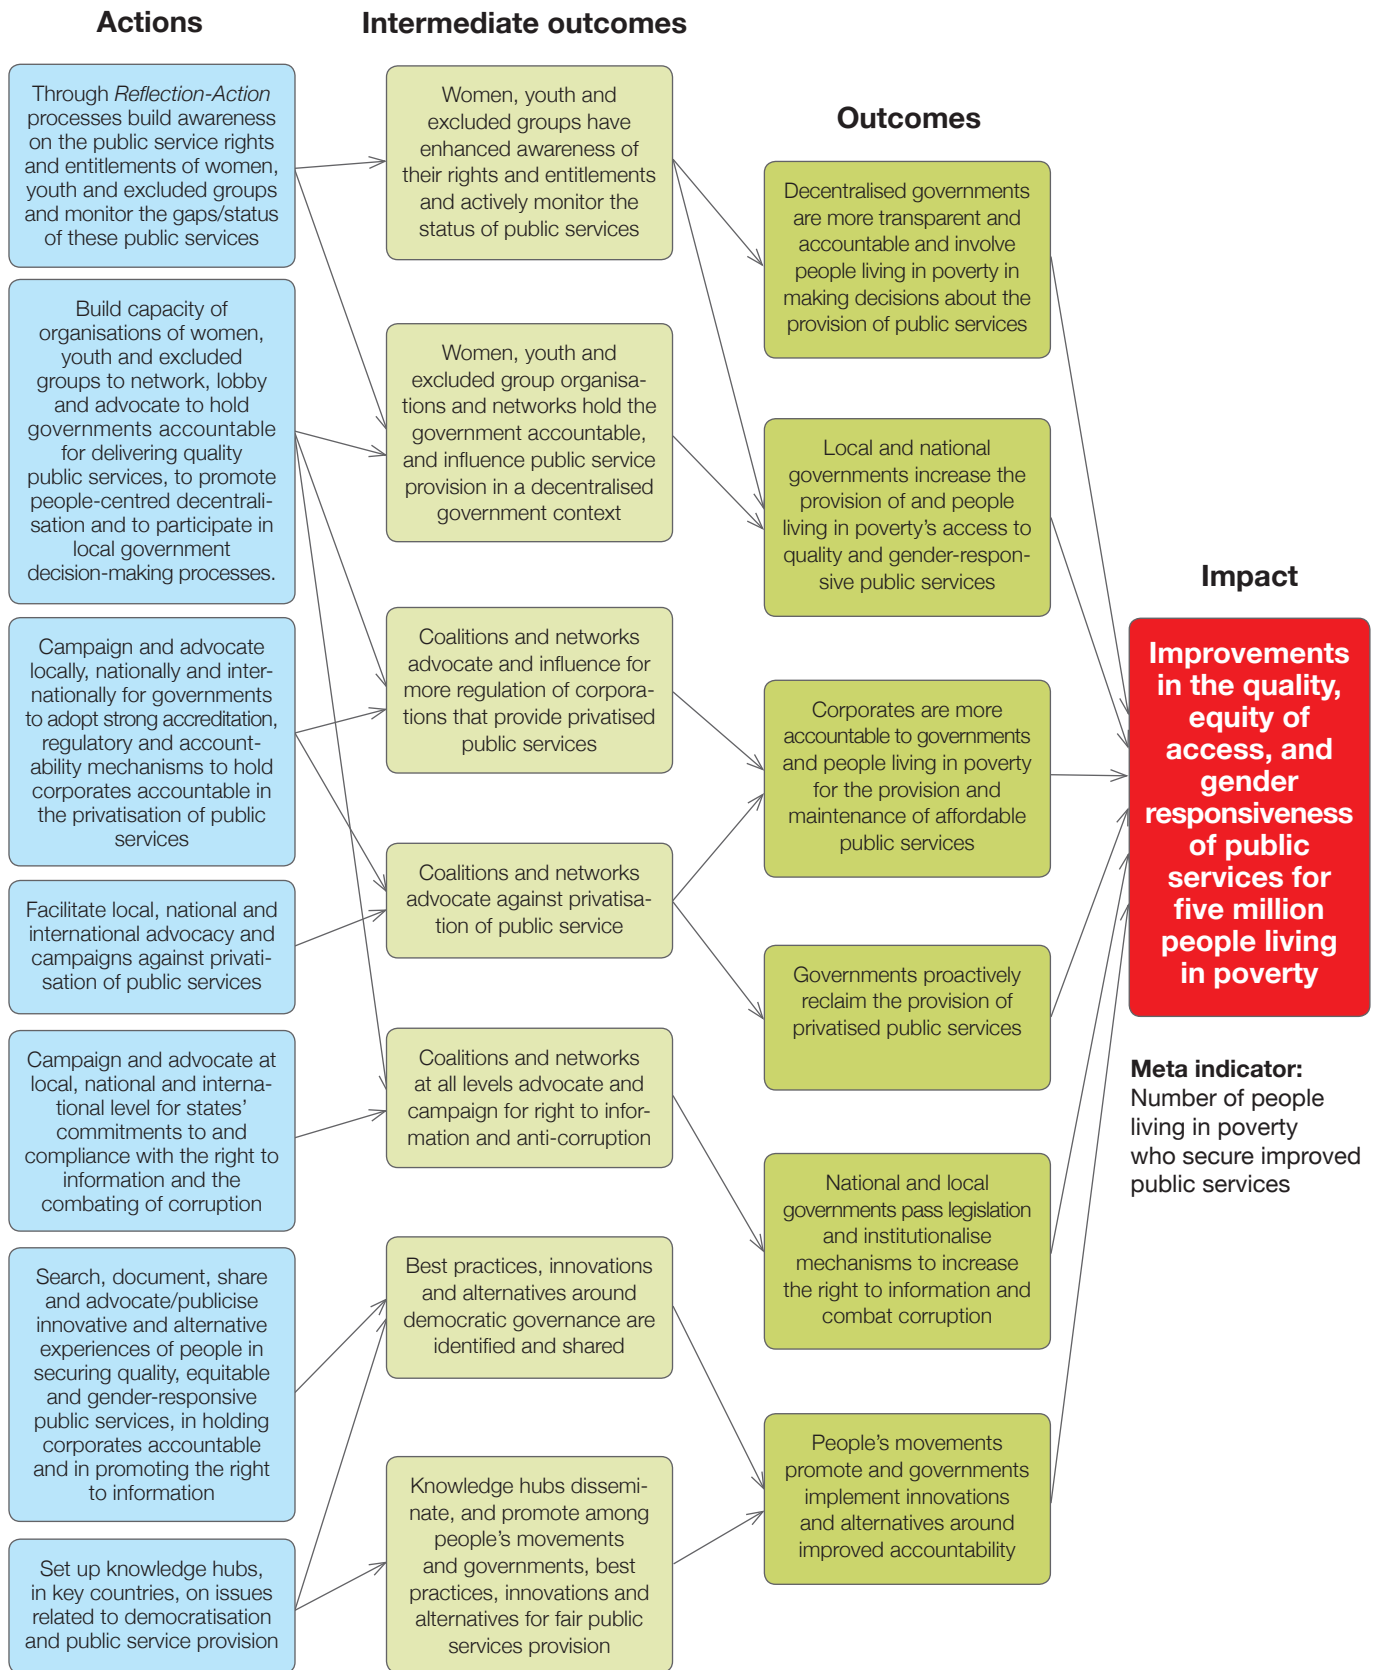 Actions
Through Reflection-Action
processes build awareness
on the public service rights
and entitlements of women,
youth and excluded groups
and monitor the gaps/status
of these public services
Build capacity of
organisations of women,
youth and excluded
groups to network, lobby
and advocate to hold
governments accountable
for delivering quality
public services, to promote
people-centred decentrali-
sation and to participate in
local government
decision-making processes.
Campaign and advocate
locally, nationally and inter-
nationally for governments
to adopt strong accreditation,
regulatory and account-
ability mechanisms to hold
corporates accountable in
the privatisation of public
services
Facilitate local, national and
international advocacy and
campaigns against privati-
sation of public services
Campaign and advocate at
local, national and interna-
tional level for states’
commitments to and
compliance with the right to
information and the
combating of corruption
Search, document, share
and advocate/publicise
innovative and alternative
experiences of people in
securing quality, equitable
and gender-responsive
public services, in holding
corporates accountable
and in promoting the right
to information
Set up knowledge hubs,
in key countries, on issues
related to democratisation
and public service provision
Intermediate outcomes
Women, youth and
excluded groups have
enhanced awareness of
their rights and entitlements
and actively monitor the
status of public services
Women, youth and
excluded group organisa-
tions and networks hold the
government accountable,
and influence public service
provision in a decentralised
government context
Coalitions and networks
advocate and influence for
more regulation of corpora-
tions that provide privatised
public services
Coalitions and networks
advocate against privatisa-
tion of public service
Coalitions and networks
at all levels advocate and
campaign for right to infor-
mation and anti-corruption
Best practices, innovations
and alternatives around
democratic governance are
identified and shared
Knowledge hubs dissemi-
nate, and promote among
people’s movements
and governments, best
practices, innovations and
alternatives for fair public
services provision
Outcomes
Decentralised governments
are more transparent and
accountable and involve
people living in poverty in
making decisions about the
provision of public services
Local and national
governments increase the
provision of and people
living in poverty’s access to
quality and gender-respon-
sive public services
Corporates are more
accountable to governments
and people living in poverty
for the provision and
maintenance of affordable
public services
Governments proactively
reclaim the provision of
privatised public services
National and local
governments pass legislation
and institutionalise
mechanisms to increase
the right to information and
combat corruption
People’s movements
promote and governments
implement innovations
and alternatives around
improved accountability
Impact
Improvements
in the quality,
equity of
access, and
gender
responsiveness
of public
services for
five million
people living
in poverty
Meta indicator:
Number of people
living in poverty
who secure improved
public services